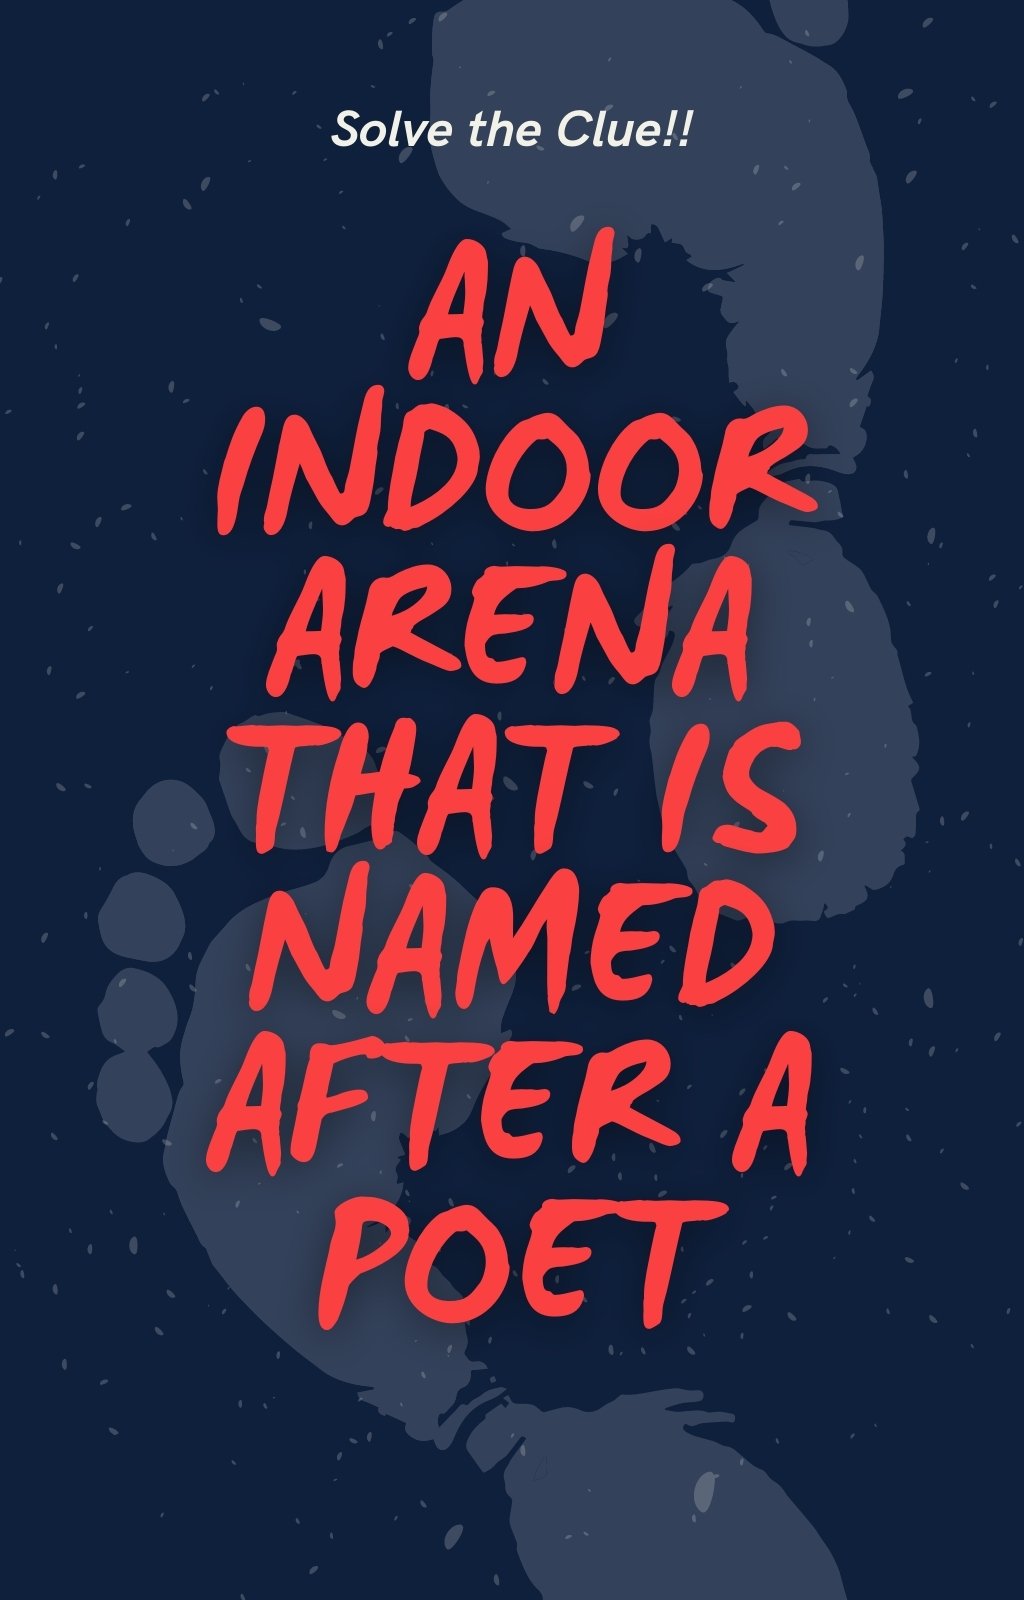 Solve the Clue!!
AN
INDOOR
ARENA
THAT IS
NAMED
AFTER A
POET